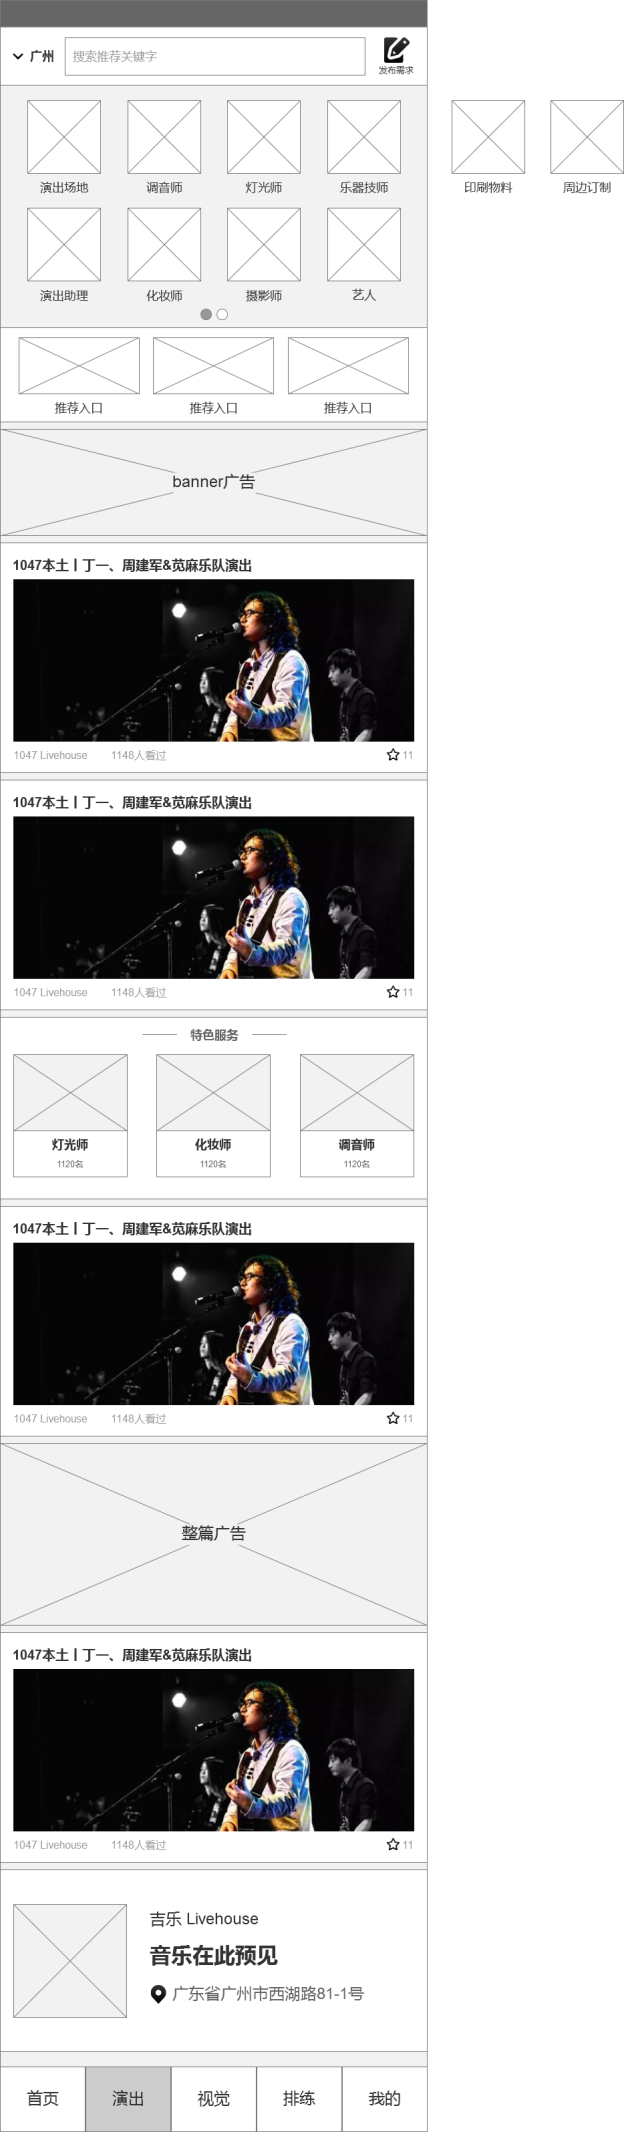 广州
搜索推荐关键字
发布需求
演出场地 调音师 灯光师 乐器技师 印刷物料 周边订制
演出助理 化妆师 摄影师 艺人
推荐入口 推荐入口 推荐入口
banner广告
1047本土丨丁一、周建军&苋麻乐队演出
1047 Livehouse 1148人看过 11
1047本土丨丁一、周建军&苋麻乐队演出
1047 Livehouse 1148人看过 11
特色服务
灯光师 化妆师 调音师
1120名 1120名 1120名
1047本土丨丁一、周建军&苋麻乐队演出
1047 Livehouse 1148人看过 11
整篇广告
1047本土丨丁一、周建军&苋麻乐队演出
1047 Livehouse 1148人看过 11
吉乐 Livehouse
音乐在此预见
广东省广州市西湖路81-1号
首页 演出 视觉 排练 我的